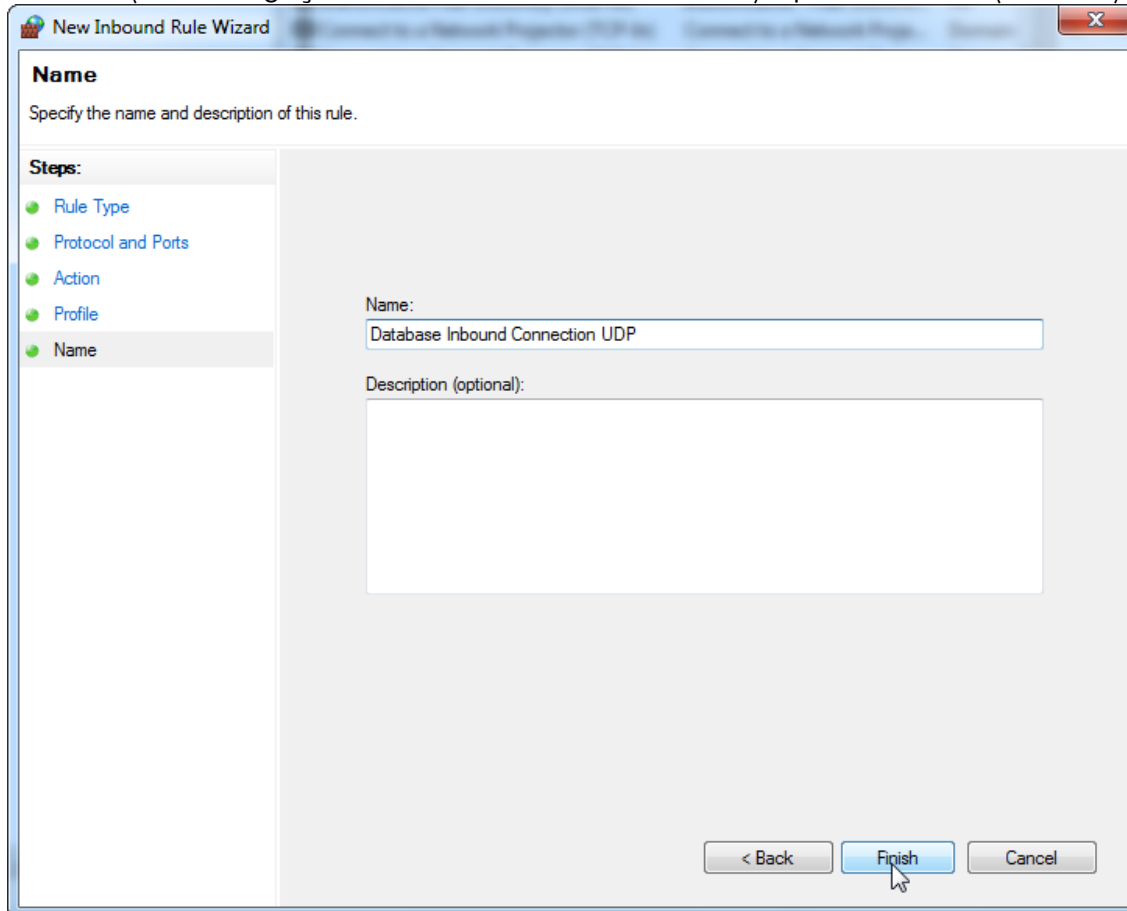 New Inbound Rule Wizard
Name
Specify the name and description of this rule.
Steps:
Rule Type
Protocol and Ports
Action
Profile
Name
Name:
Database Inbound Connection UDP
Description (optional):
< Back
Finish
Cancel